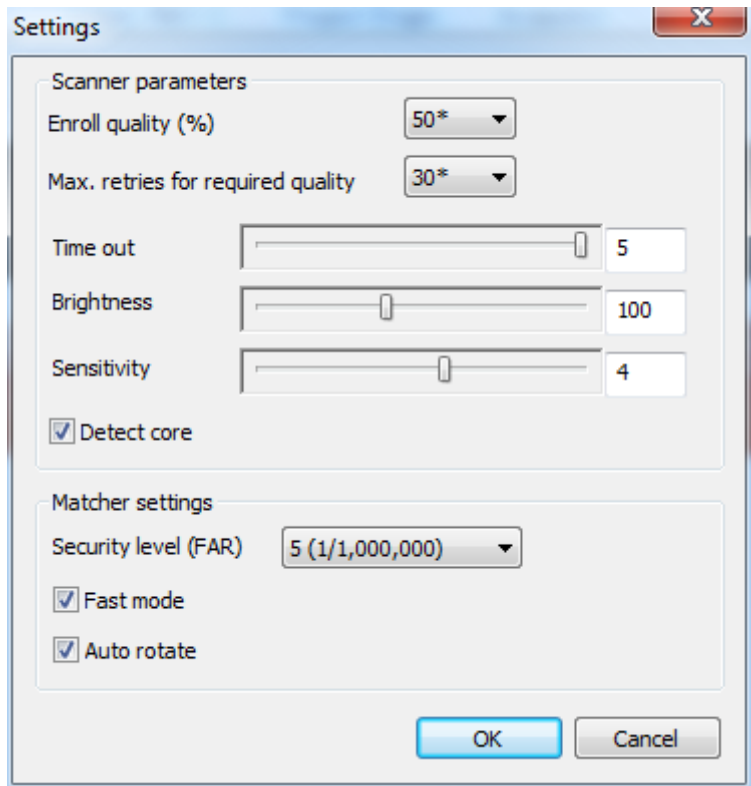 Settings
Scanner parameters
Enroll quality (%) 50*
Max. retries for required quality 30*
Time out 5
Brightness 100
Sensitivity 4
Detect core
Matcher settings
Security level (FAR) 5 (1/1,000,000)
Fast mode
Auto rotate
OK Cancel